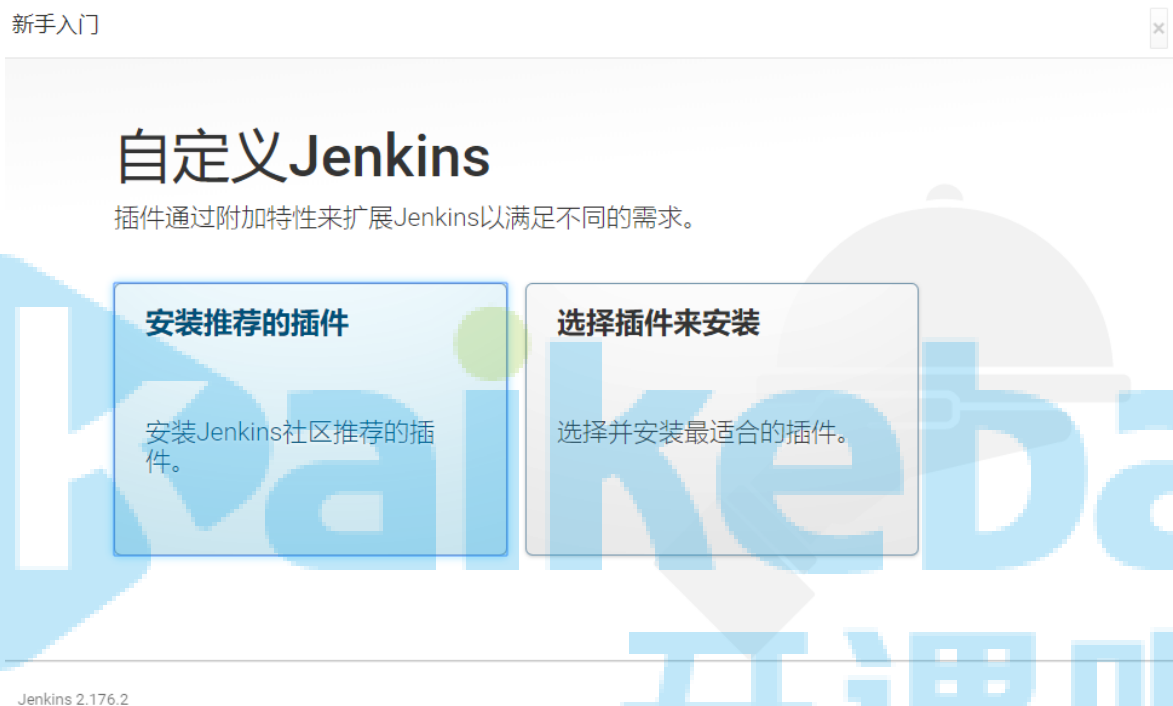 新手入门
×
自定义Jenkins
插件通过附加特性来扩展Jenkins以满足不同的需求。
安装推荐的插件
选择插件来安装
安装Jenkins社区推荐的插
件。
选择并安装最适合的插件。
kaikeba
开课吧
Jenkins 2.176.2